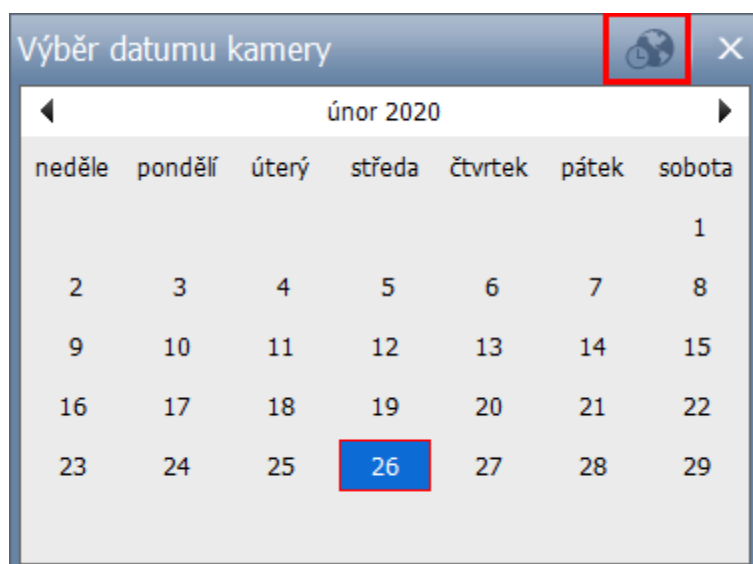 Výběr datumu kamery
únor 2020
neděle pondělí úterý středa čtvrtek pátek sobota
1
2 3 4 5 6 7 8
9 10 11 12 13 14 15
16 17 18 19 20 21 22
23 24 25 26 27 28 29